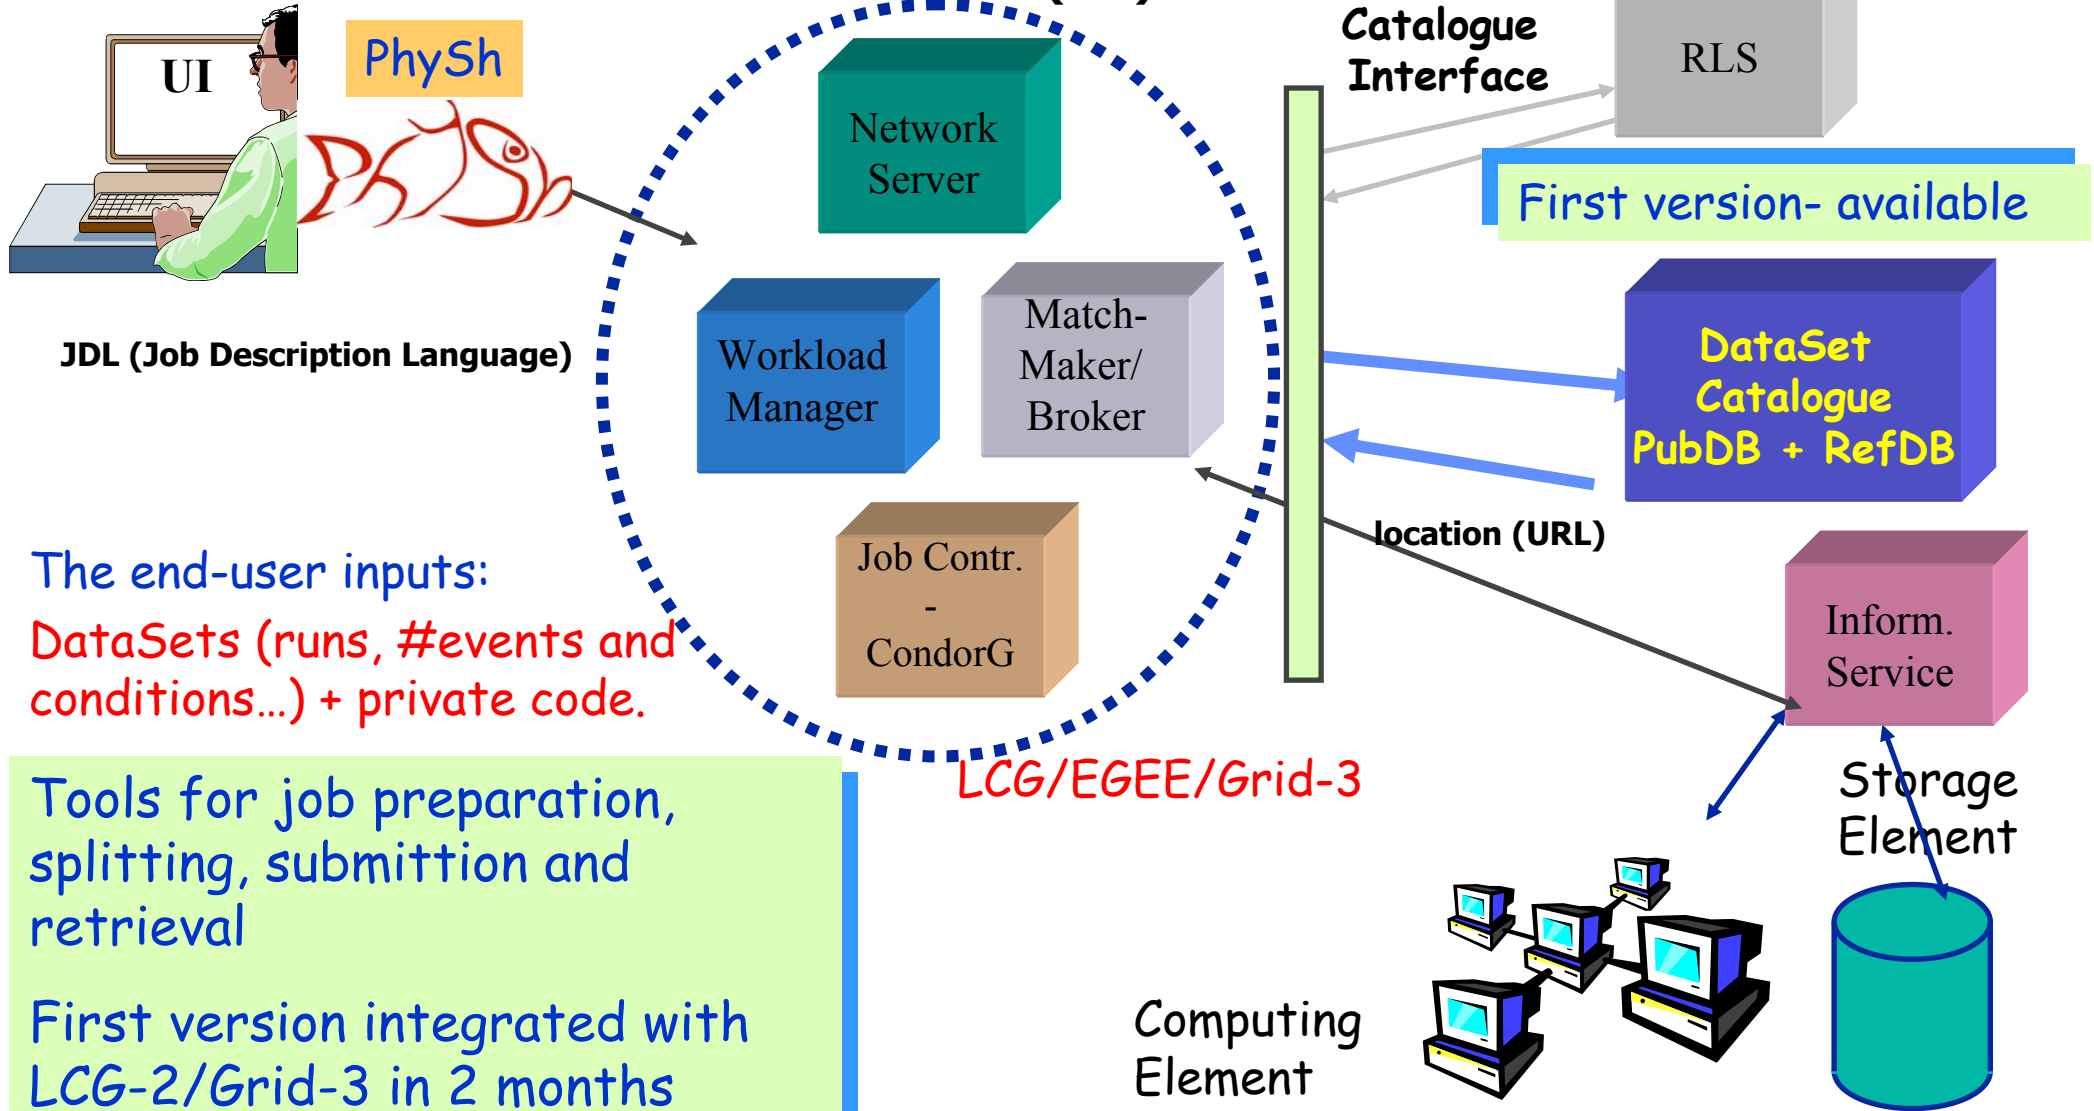 UI
PhySh
PhySh
Network
Server
Catalogue
Interface
RLS
First version- available
JDL (Job Description Language)
Workload
Manager
Match-
Maker/
Broker
DataSet
Catalogue
PubDB + RefDB
Job Contr.
-
CondorG
location (URL)
Inform.
Service
The end-user inputs:
DataSets (runs, #events and
conditions…) + private code.
LCG/EGEE/Grid-3
Storage
Element
Tools for job preparation,
splitting, submittion and
retrieval
First version integrated with
LCG-2/Grid-3 in 2 months
Computing
Element